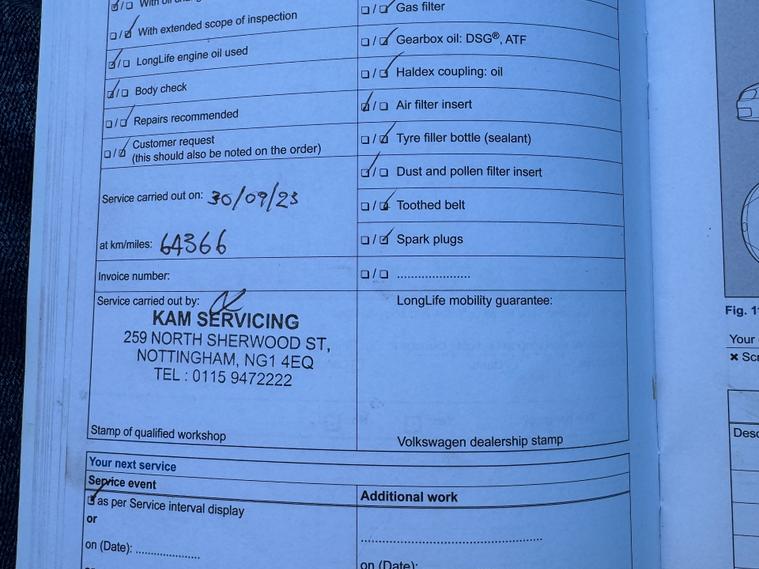 With oil
With extended scope of inspection
LongLife engine oil used
Body check
Repairs recommended
Customer request
(this should also be noted on the order)
Service carried out on: 30/09/23
at km/miles: 64366
Invoice number:
Service carried out by:
KAM SERVICING
259 NORTH SHERWOOD ST,
NOTTINGHAM, NG1 4EQ
TEL : 0115 9472222
Stamp of qualified workshop
Gas filter
Gearbox oil: DSG®, ATF
Haldex coupling: oil
Air filter insert
Tyre filler bottle (sealant)
Dust and pollen filter insert
Toothed belt
Spark plugs
LongLife mobility guarantee:
Volkswagen dealership stamp
Your next service
Service event
as per Service interval display
or
on (Date):
Additional work
on (Date):
Fig. 1
Your